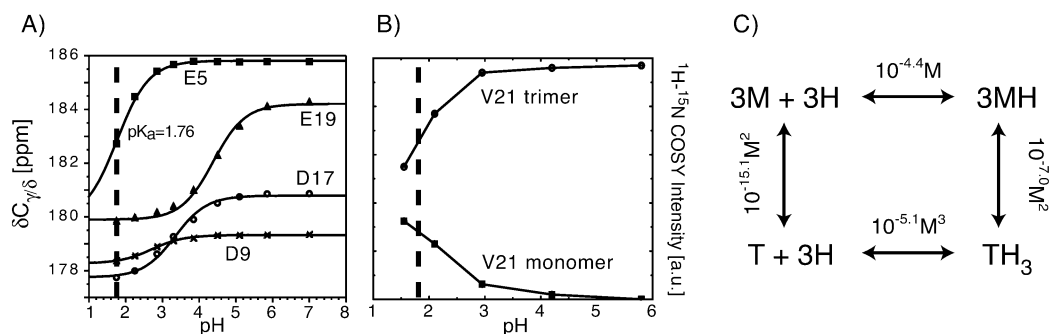 A)
B)
C)
186
184
182
180
178
δCγ/δ [ppm]
E5
pKa=1.76
E19
D17
D9
1 2 3 4 5 6 7 8
pH
V21 trimer
V21 monomer
2 3 4 5 6
pH
1H-15N COSY Intensity [a.u.]
3M + 3H
10-4.4M
3MH
10-15.1M2
10-7.0M2
T + 3H
10-5.1M3
TH3